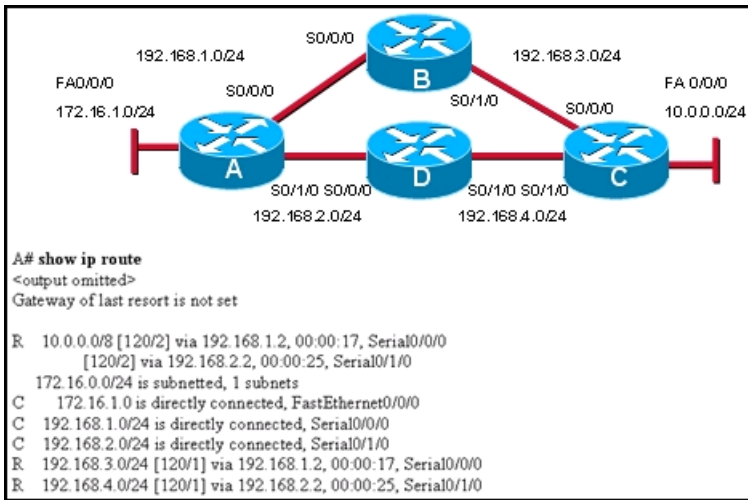 S0/0/0
192.168.1.0/24
192.168.3.0/24
B
FA0/0/0
FA 0/0/0
S0/0/0
S0/1/0
S0/0/0
172.16.1.0/24
10.0.0.0/24
A
D
C
S0/1/0 S0/0/0
S0/1/0 S0/1/0
192.168.2.0/24
192.168.4.0/24
A# show ip route
<output omitted>
Gateway of last resort is not set
R 10.0.0.0/8 [120/2] via 192.168.1.2, 00:00:17, Serial0/0/0
[120/2] via 192.168.2.2, 00:00:25, Serial0/1/0
172.16.0.0/24 is subnetted, 1 subnets
C 172.16.1.0 is directly connected, FastEthernet0/0/0
C 192.168.1.0/24 is directly connected, Serial0/0/0
C 192.168.2.0/24 is directly connected, Serial0/1/0
R 192.168.3.0/24 [120/1] via 192.168.1.2, 00:00:17, Serial0/0/0
R 192.168.4.0/24 [120/1] via 192.168.2.2, 00:00:25, Serial0/1/0